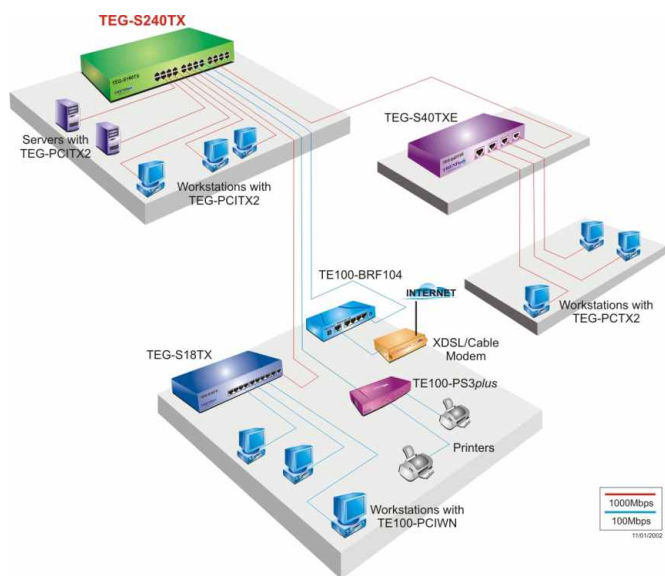 TEG-S240TX
Servers with
TEG-PCITX2
Workstations with
TEG-PCITX2
TEG-S40TXE
Workstations with
TEG-PCTX2
TE100-BRF104
INTERNET
XDSL/Cable
Modem
TEG-S18TX
TE100-PS3plus
Printers
Workstations with
TE100-PCIWN
1000Mbps
100Mbps
11/01/2002